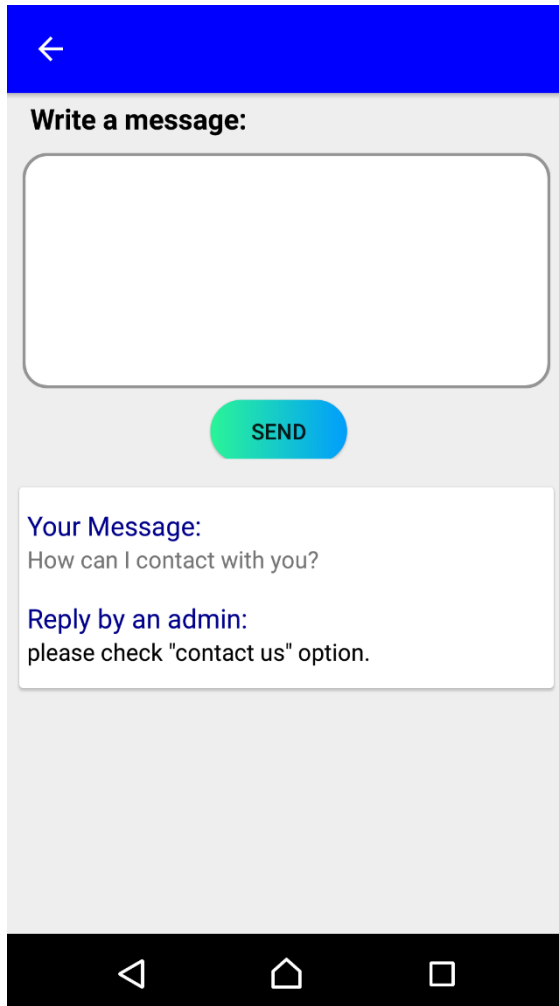 Write a message:
SEND
Your Message:
How can I contact with you?
Reply by an admin:
please check "contact us" option.